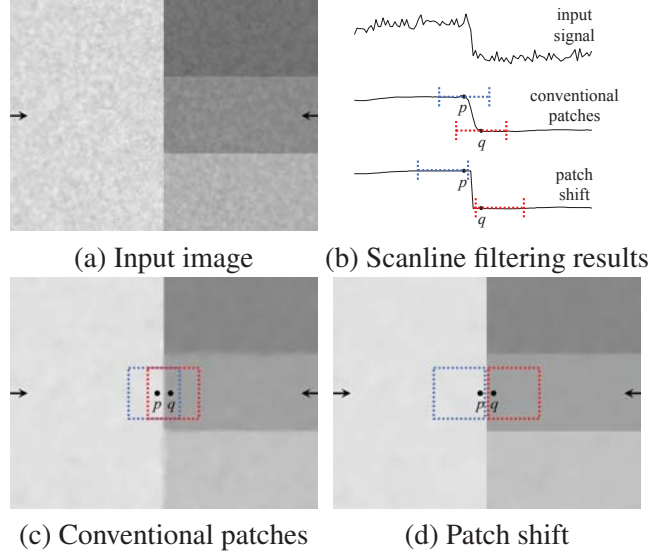 input
signal
conventional
patches
p
q
patch
shift
p
q
(a) Input image
(b) Scanline filtering results
p q
p q
(c) Conventional patches
(d) Patch shift